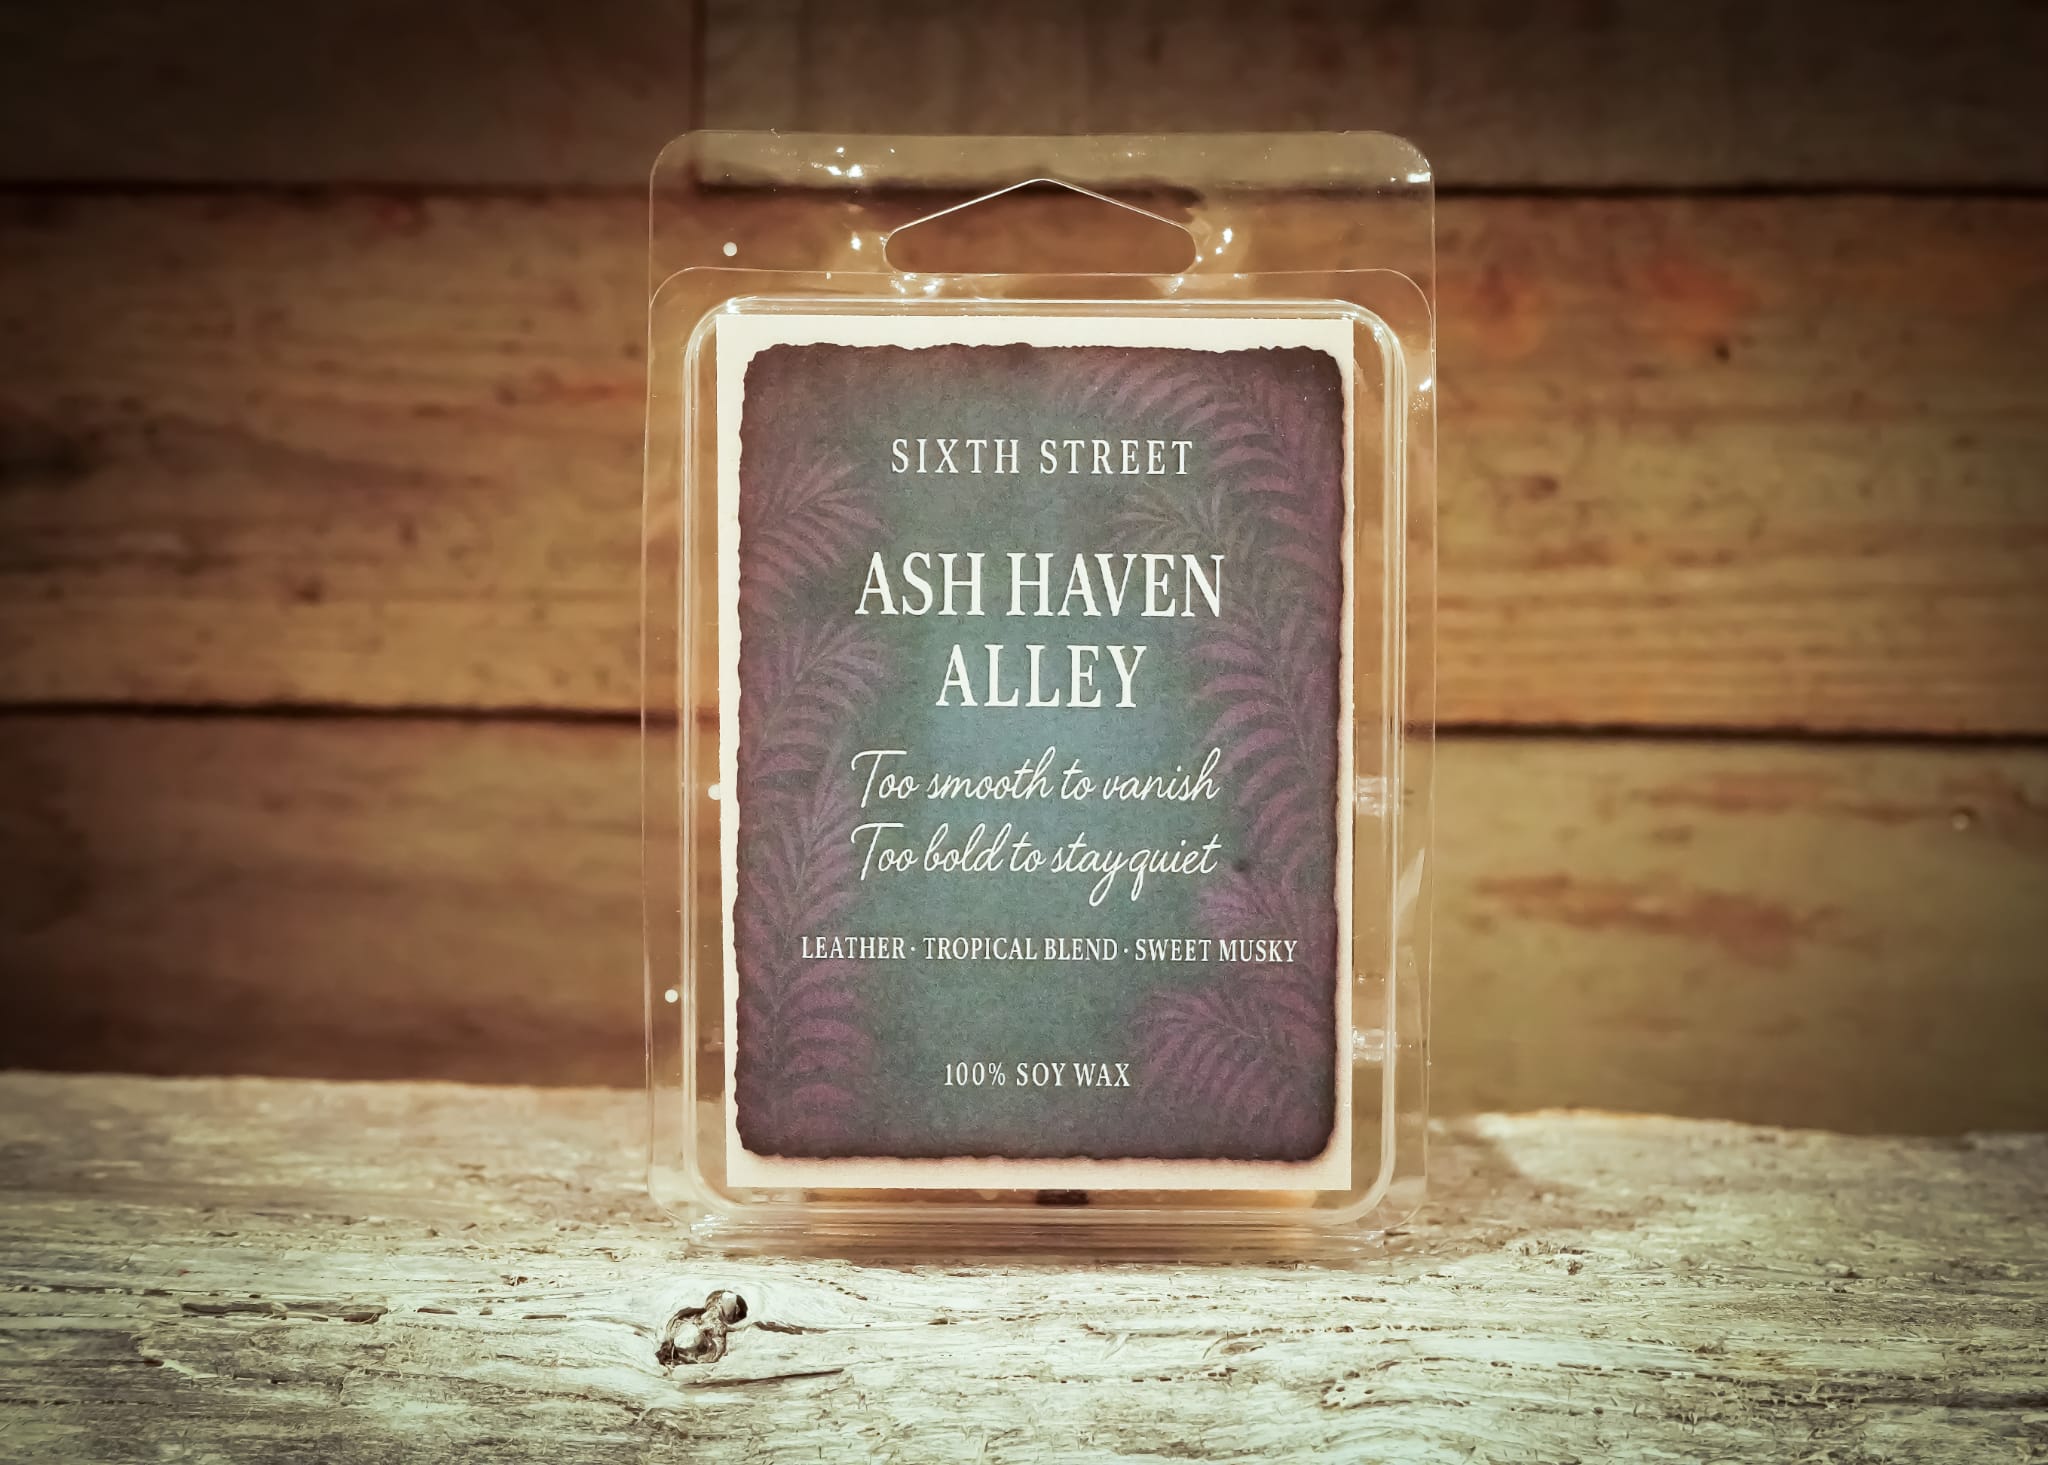 SIXTH STREET
ASH HAVEN
ALLEY
Too smooth to vanish
Too bold to stay quiet
LEATHER · TROPICAL BLEND · SWEET MUSKY
100% SOY WAX